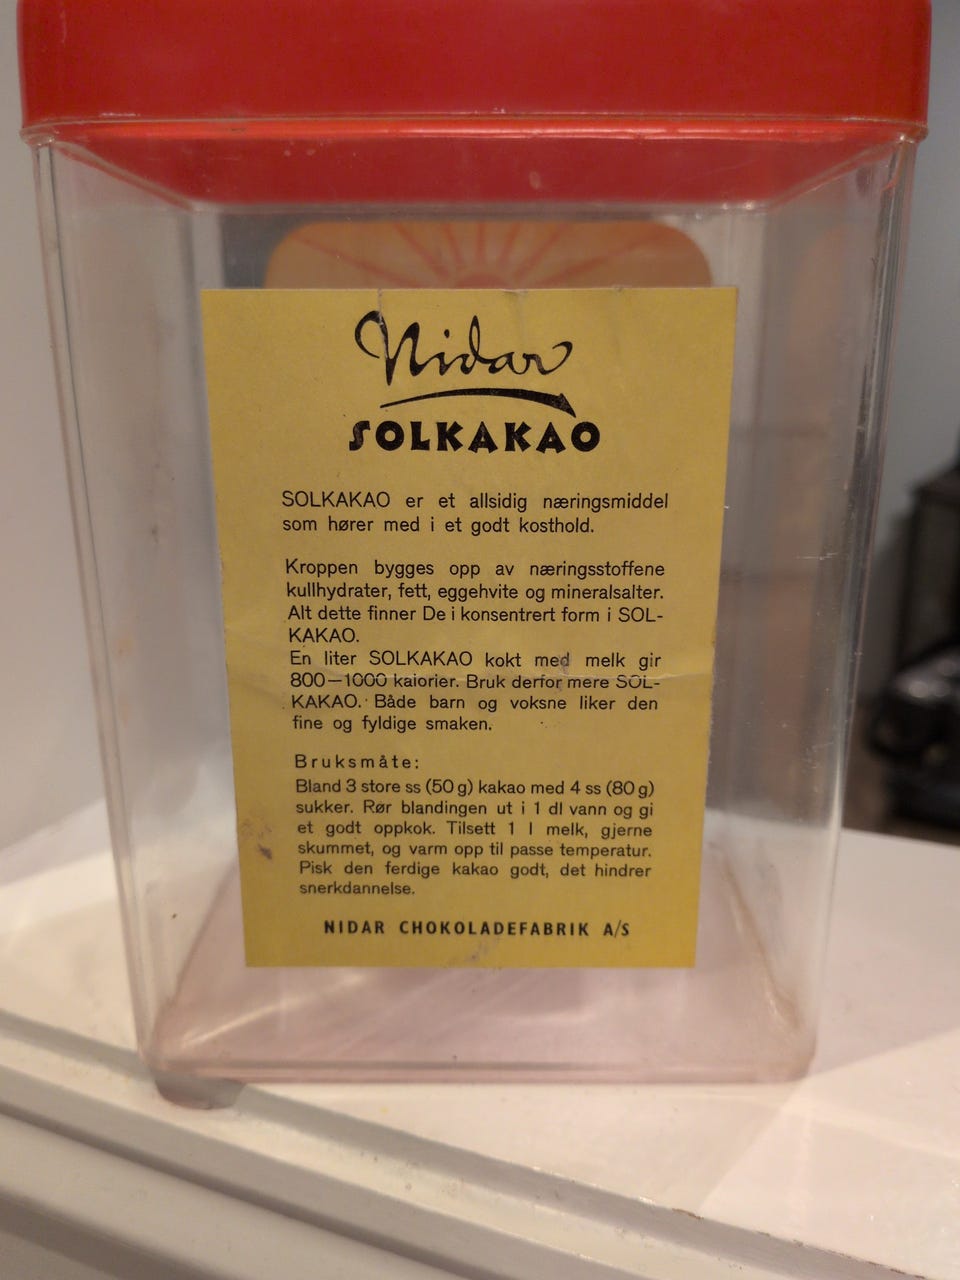 Nidar
SOLKAKAO
SOLKAKAO er et allsidig næringsmiddel
som hører med i et godt kosthold.
Kroppen bygges opp av næringsstoffene
kullhydrater, fett, eggehvite og mineralsalter.
Alt dette finner De i konsentrert form i SOL-
KAKAO.
En liter SOLKAKAO kokt med melk gir
800—1000 kalorier. Bruk derfor mere SOL-
KAKAO. Både barn og voksne liker den
fine og fyldige smaken.
Bruksmåte:
Bland 3 store ss (50 g) kakao med 4 ss (80 g)
sukker. Rør blandingen ut i 1 dl vann og gi
et godt oppkok. Tilsett 1 l melk, gjerne
skummet, og varm opp til passe temperatur.
Pisk den ferdige kakao godt, det hindrer
snerkdannelse.
NIDAR CHOKOLADEFABRIK A/S